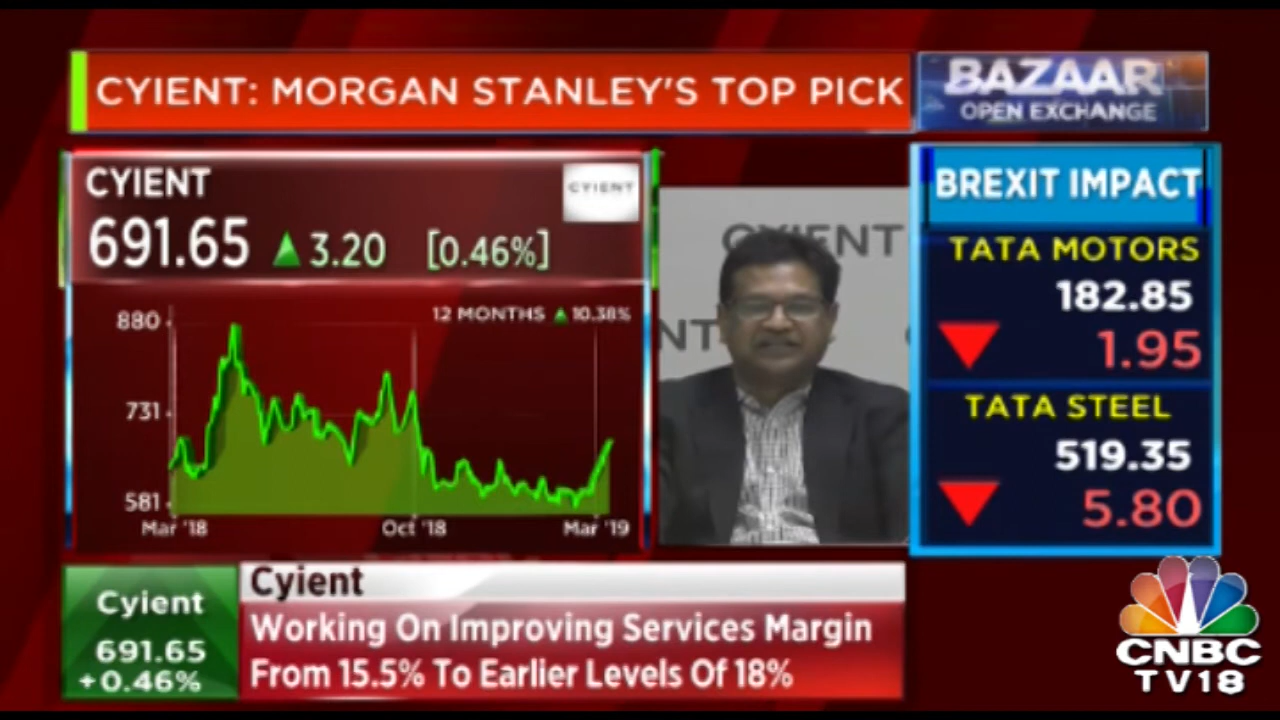 CYIENT: MORGAN STANLEY'S TOP PICK
BAZAAR
OPEN EXCHANGE
CYIENT
CYIENT
691.65 ▲ 3.20 [0.46%]
12 MONTHS ▲ 10.38%
880
731
581
Mar '18 Oct '18 Mar '19
CYIENT
NT
BREXIT IMPACT
TATA MOTORS
182.85
▼ 1.95
TATA STEEL
519.35
▼ 5.80
Cyient
691.65
+0.46%
Cyient
Working On Improving Services Margin
From 15.5% To Earlier Levels Of 18%
CNBC
TV18